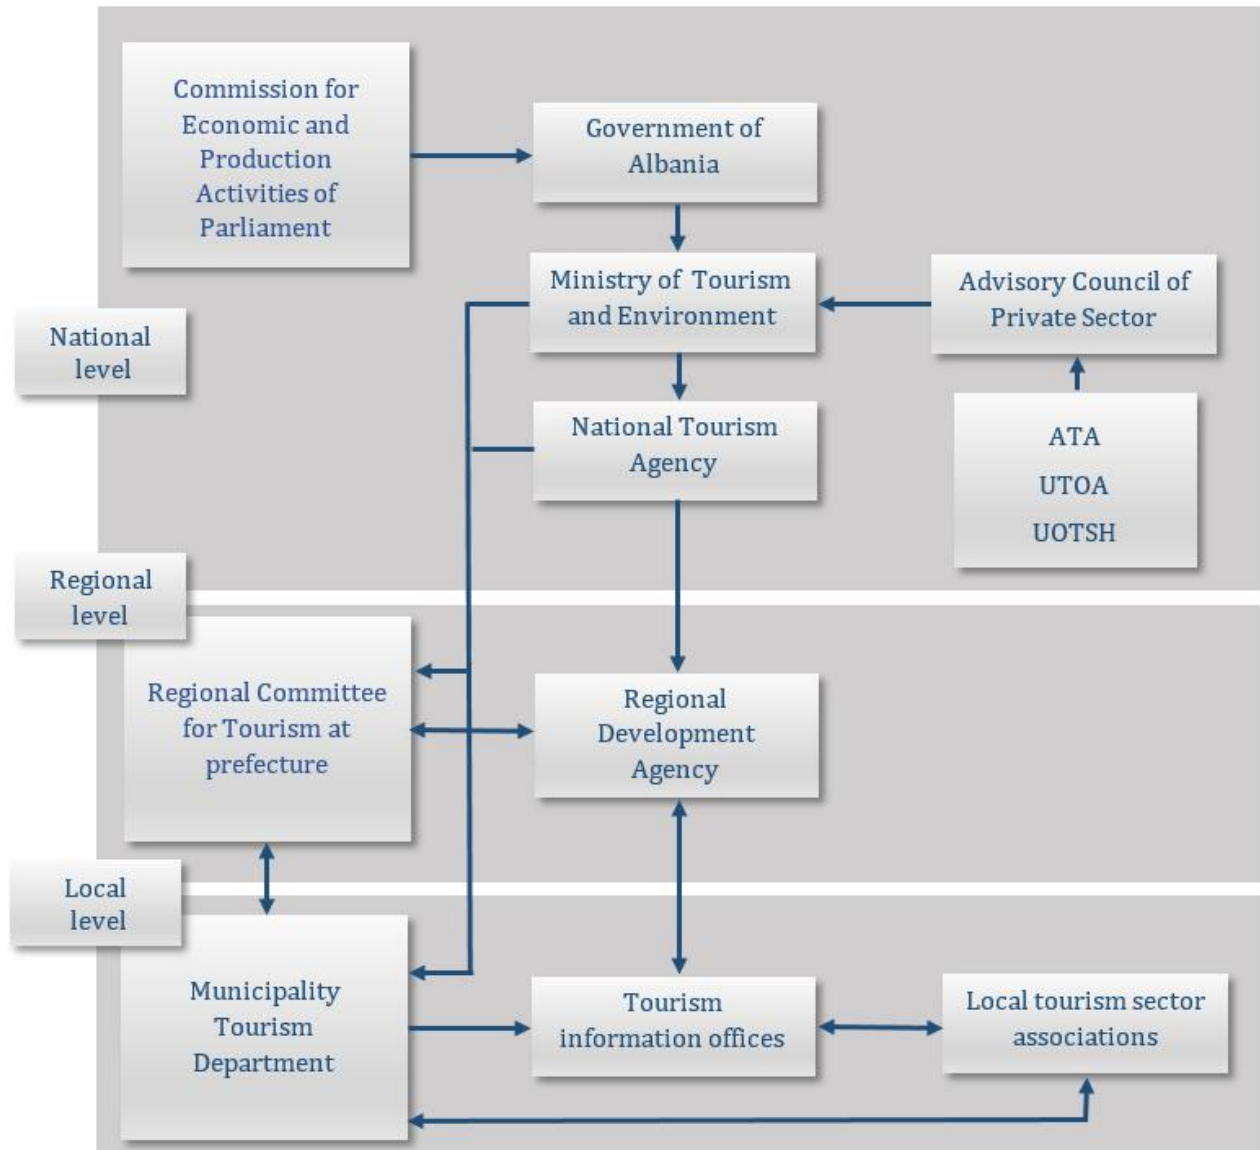 Commission for
Economic and
Production
Activities of
Parliament
Government of
Albania
Ministry of Tourism
and Environment
Advisory Council of
Private Sector
National
level
National Tourism
Agency
ATA
UTOA
UOTSH
Regional
level
Regional Committee
for Tourism at
prefecture
Regional
Development
Agency
Local
level
Municipality
Tourism
Department
Tourism
information offices
Local tourism sector
associations